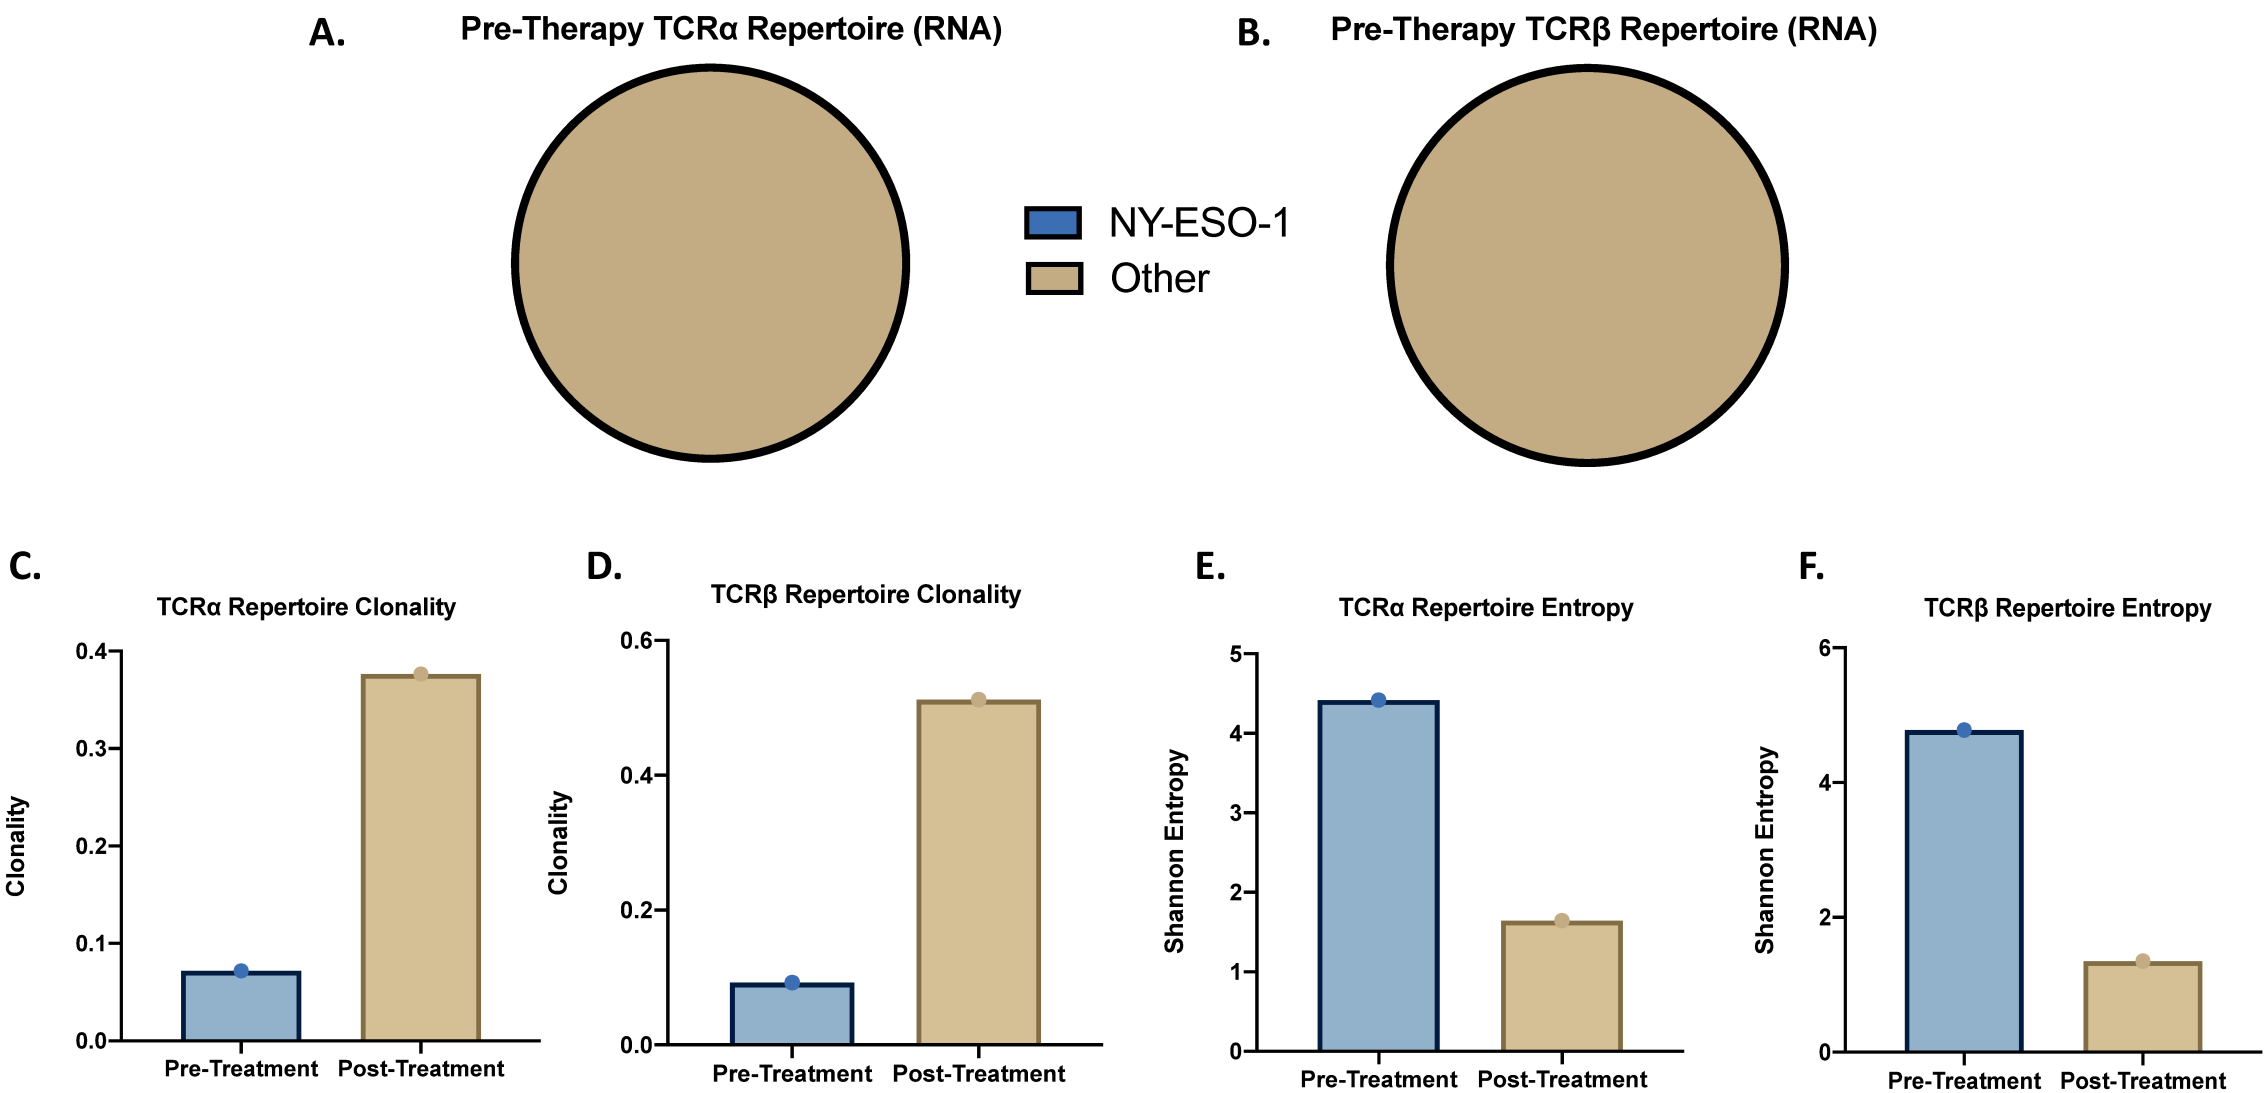 A.
Pre-Therapy TCRα Repertoire (RNA)
B.
Pre-Therapy TCRβ Repertoire (RNA)
NY-ESO-1
Other
C.
TCRα Repertoire Clonality
Clonality
0.4
0.3
0.2
0.1
0.0
Pre-Treatment
Post-Treatment
D.
TCRβ Repertoire Clonality
Clonality
0.6
0.4
0.2
0.0
Pre-Treatment
Post-Treatment
E.
TCRα Repertoire Entropy
Shannon Entropy
5
4
3
2
1
0
Pre-Treatment
Post-Treatment
F.
TCRβ Repertoire Entropy
Shannon Entropy
6
4
2
0
Pre-Treatment
Post-Treatment